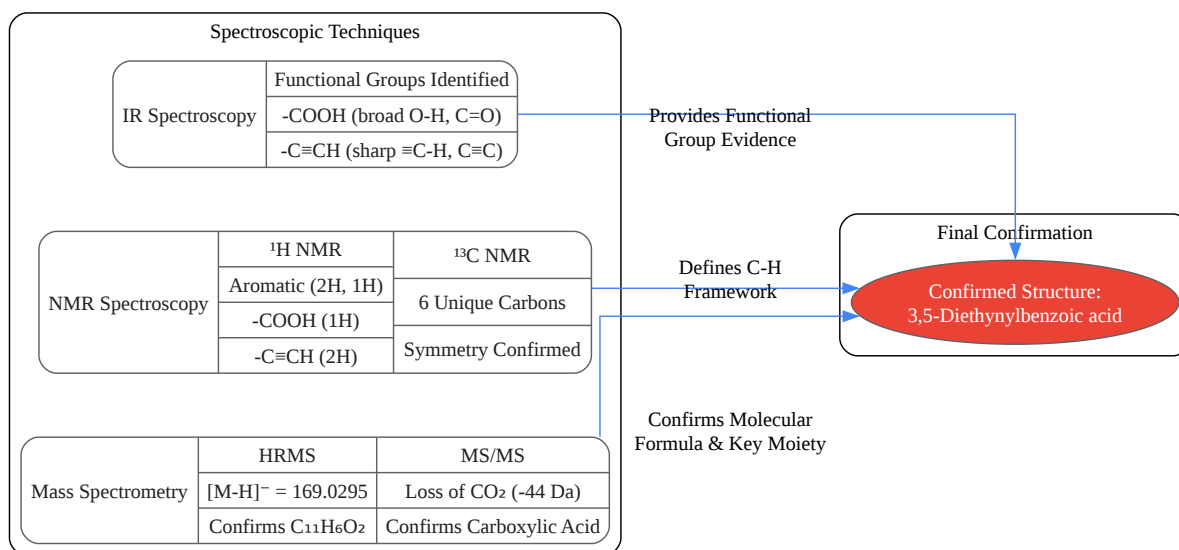 Spectroscopic Techniques
IR Spectroscopy
Functional Groups Identified
-COOH (broad O-H, C=O)
-C≡CH (sharp ≡C-H, C≡C)
Provides Functional
Group Evidence
NMR Spectroscopy
¹H NMR
Aromatic (2H, 1H)
-COOH (1H)
-C≡CH (2H)
¹³C NMR
6 Unique Carbons
Symmetry Confirmed
Defines C-H
Framework
Final Confirmation
Confirmed Structure:
3,5-Diethynylbenzoic acid
Mass Spectrometry
HRMS
[M-H]⁻ = 169.0295
Confirms C₁₁H₆O₂
MS/MS
Loss of CO₂ (-44 Da)
Confirms Carboxylic Acid
Confirms Molecular
Formula & Key Moiety